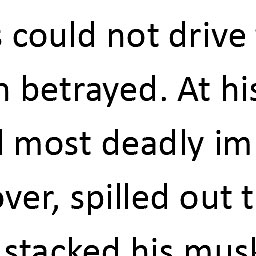 could not drive
betrayed. At his
most deadly im
over, spilled out t
stacked his musk